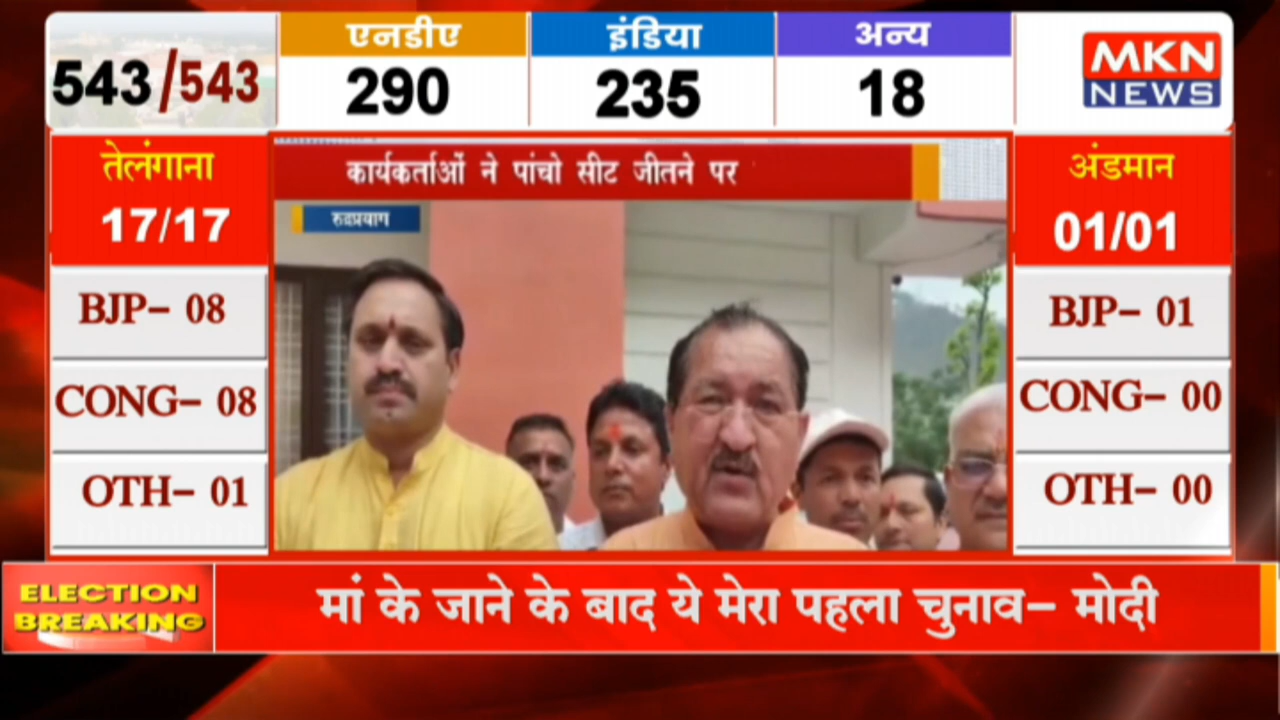 543/543
एनडीए
290
इंडिया
235
अन्य
18
MKN
NEWS
तेलंगाना
17/17
BJP- 08
CONG- 08
OTH- 01
कार्यकर्ताओं ने पांचो सीट जीतने पर
रुद्रप्रयाग
अंडमान
01/01
BJP- 01
CONG- 00
OTH- 00
ELECTION
BREAKING
मां के जाने के बाद ये मेरा पहला चुनाव- मोदी